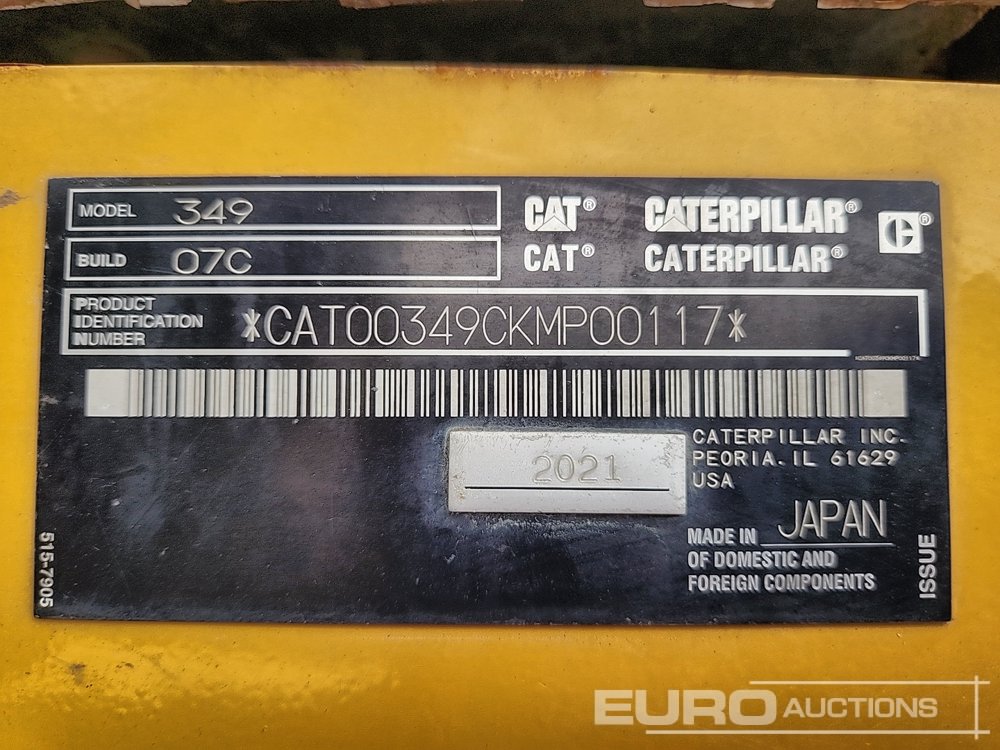 MODEL 349
BUILD 07C
CAT® CATERPILLAR® C®
CAT® CATERPILLAR®
PRODUCT
IDENTIFICATION
NUMBER
*CAT00349CKMP00117*
*CAT00349CKMP00117*
2021
CATERPILLAR INC.
PEORIA. IL 61629
USA
MADE IN JAPAN
OF DOMESTIC AND
FOREIGN COMPONENTS
515-7905
ISSUE
EURO AUCTIONS